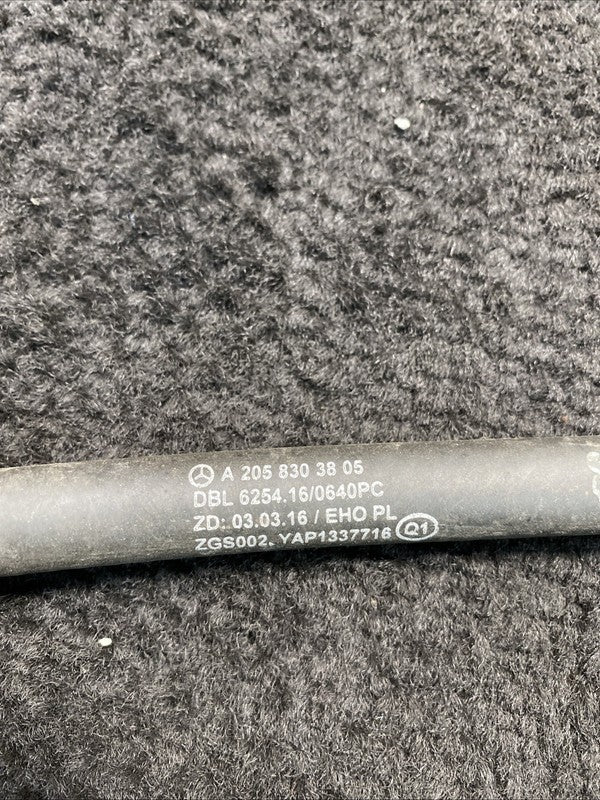 A 205 830 38 05
DBL 6254.16/0640PC
ZD: 03.03.16 / EHO PL
ZGS002. YAP1337716 Q1